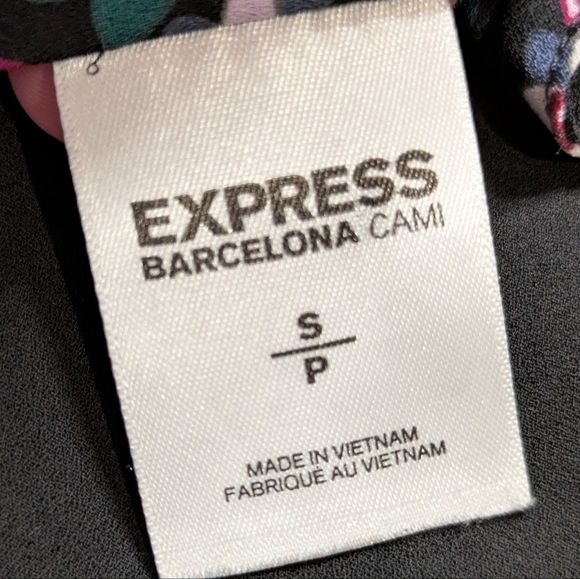 EXPRESS
BARCELONA CAMI
S
P
MADE IN VIETNAM
FABRIQUÉ AU VIETNAM